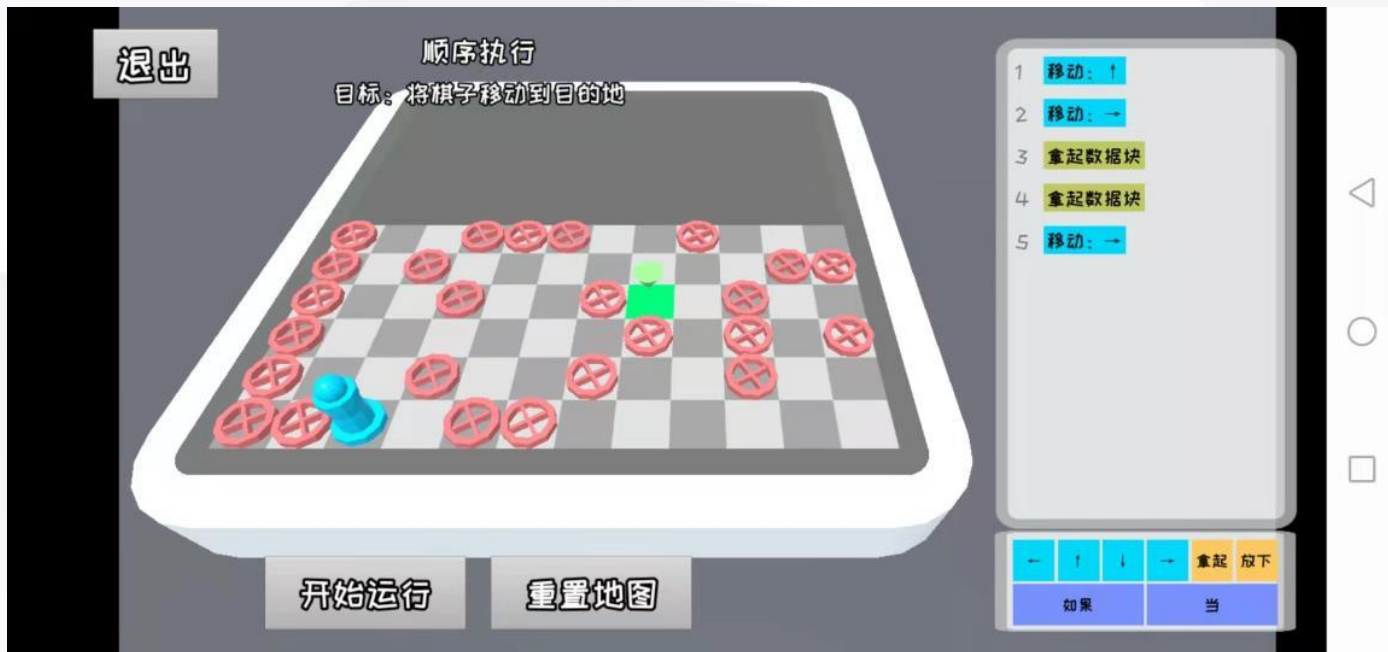 退出
顺序执行
目标：将棋子移动到目的地
1 移动：↑
2 移动：→
3 拿起数据块
4 拿起数据块
5 移动：→
← ↑ ↓ → 拿起 放下
如果 当
开始运行 重置地图